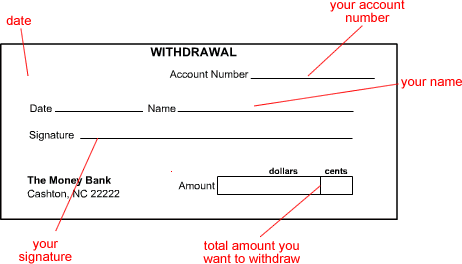 your account
number
date
WITHDRAWAL
Account Number
your name
Date Name
Signature
dollars cents
The Money Bank
Amount
Cashton, NC 22222
your
signature
total amount you
want to withdraw